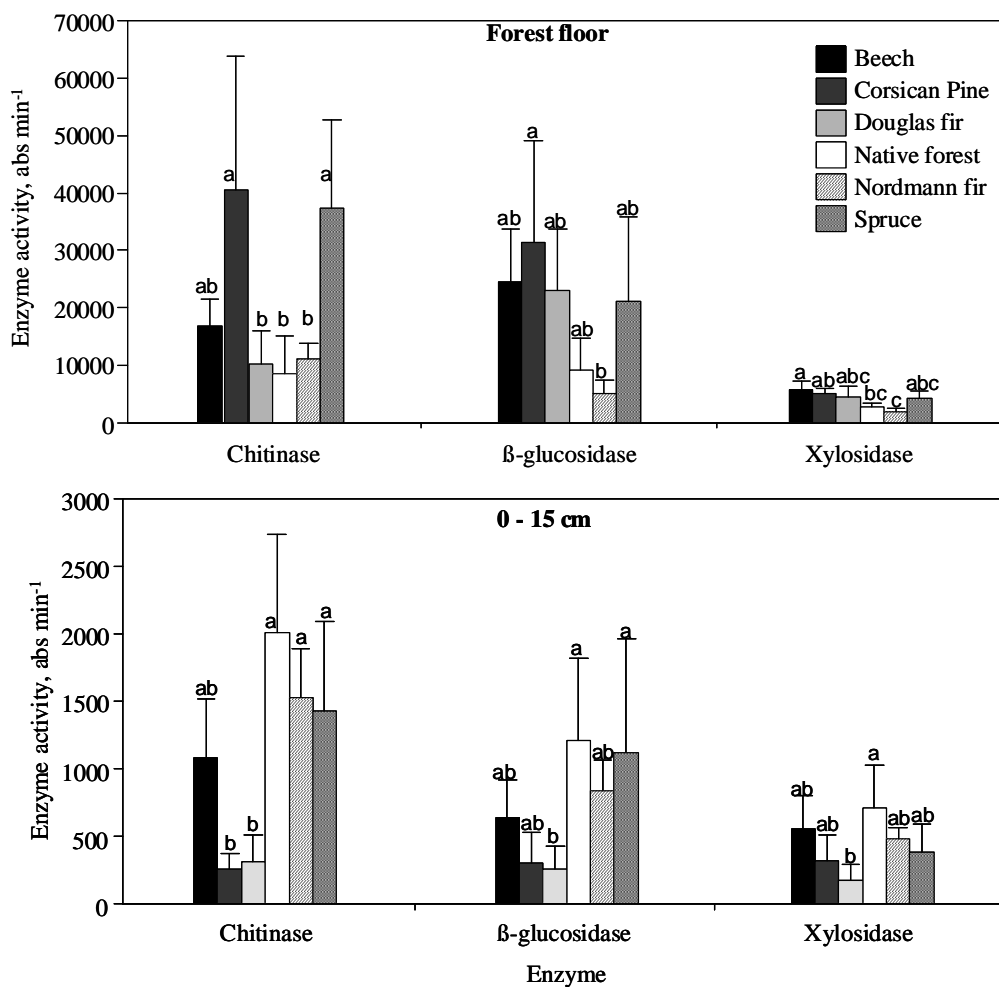 Forest floor
Enzyme activity, abs min-1
70000
60000
50000
40000
30000
20000
10000
0
Beech
Corsican Pine
Douglas fir
Native forest
Nordmann fir
Spruce
ab a b b b a
ab a ab ab b ab
a ab abc bc c abc
Chitinase ß-glucosidase Xylosidase
0 - 15 cm
Enzyme activity, abs min-1
3000
2500
2000
1500
1000
500
0
ab b b a a a
ab ab b a ab a
ab ab b a ab ab
Chitinase ß-glucosidase Xylosidase
Enzyme